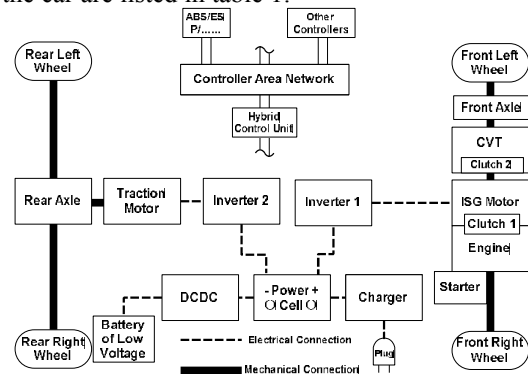 the car are listed in table 1.
ABS/ES
P/......
Other
Controllers
Rear Left
Wheel
Front Left
Wheel
Controller Area Network
Front Axle
Hybrid
Control Unit
CVT
Clutch 2
Rear Axle
Traction
Motor
Inverter 2
Inverter 1
ISG Motor
Clutch 1
Engine
DCDC
- Power +
Cell
Charger
Starter
Battery
of Low
Voltage
Rear Right
Wheel
Electrical Connection
Plug
Front Right
Wheel
Mechanical Connection